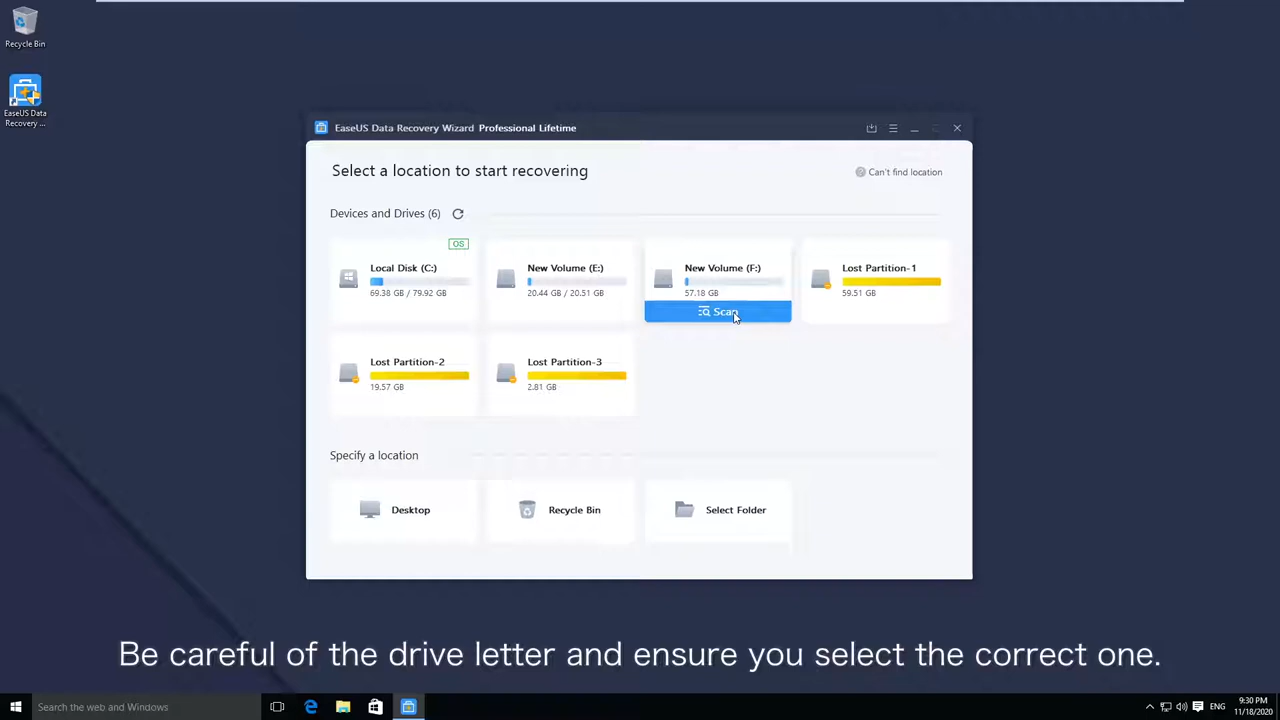 Recycle Bin
EaseUS Data
Recovery ...
EaseUS Data Recovery Wizard Professional Lifetime
Select a location to start recovering
Can't find location
Devices and Drives (6)
OS
Local Disk (C:)
69.38 GB / 79.92 GB
New Volume (E:)
20.44 GB / 20.51 GB
New Volume (F:)
57.18 GB
Scan
Lost Partition-1
59.51 GB
Lost Partition-2
19.57 GB
Lost Partition-3
2.81 GB
Specify a location
Desktop
Recycle Bin
Select Folder
Be careful of the drive letter and ensure you select the correct one.
Search the web and Windows
ENG
9:30 PM
11/18/2020